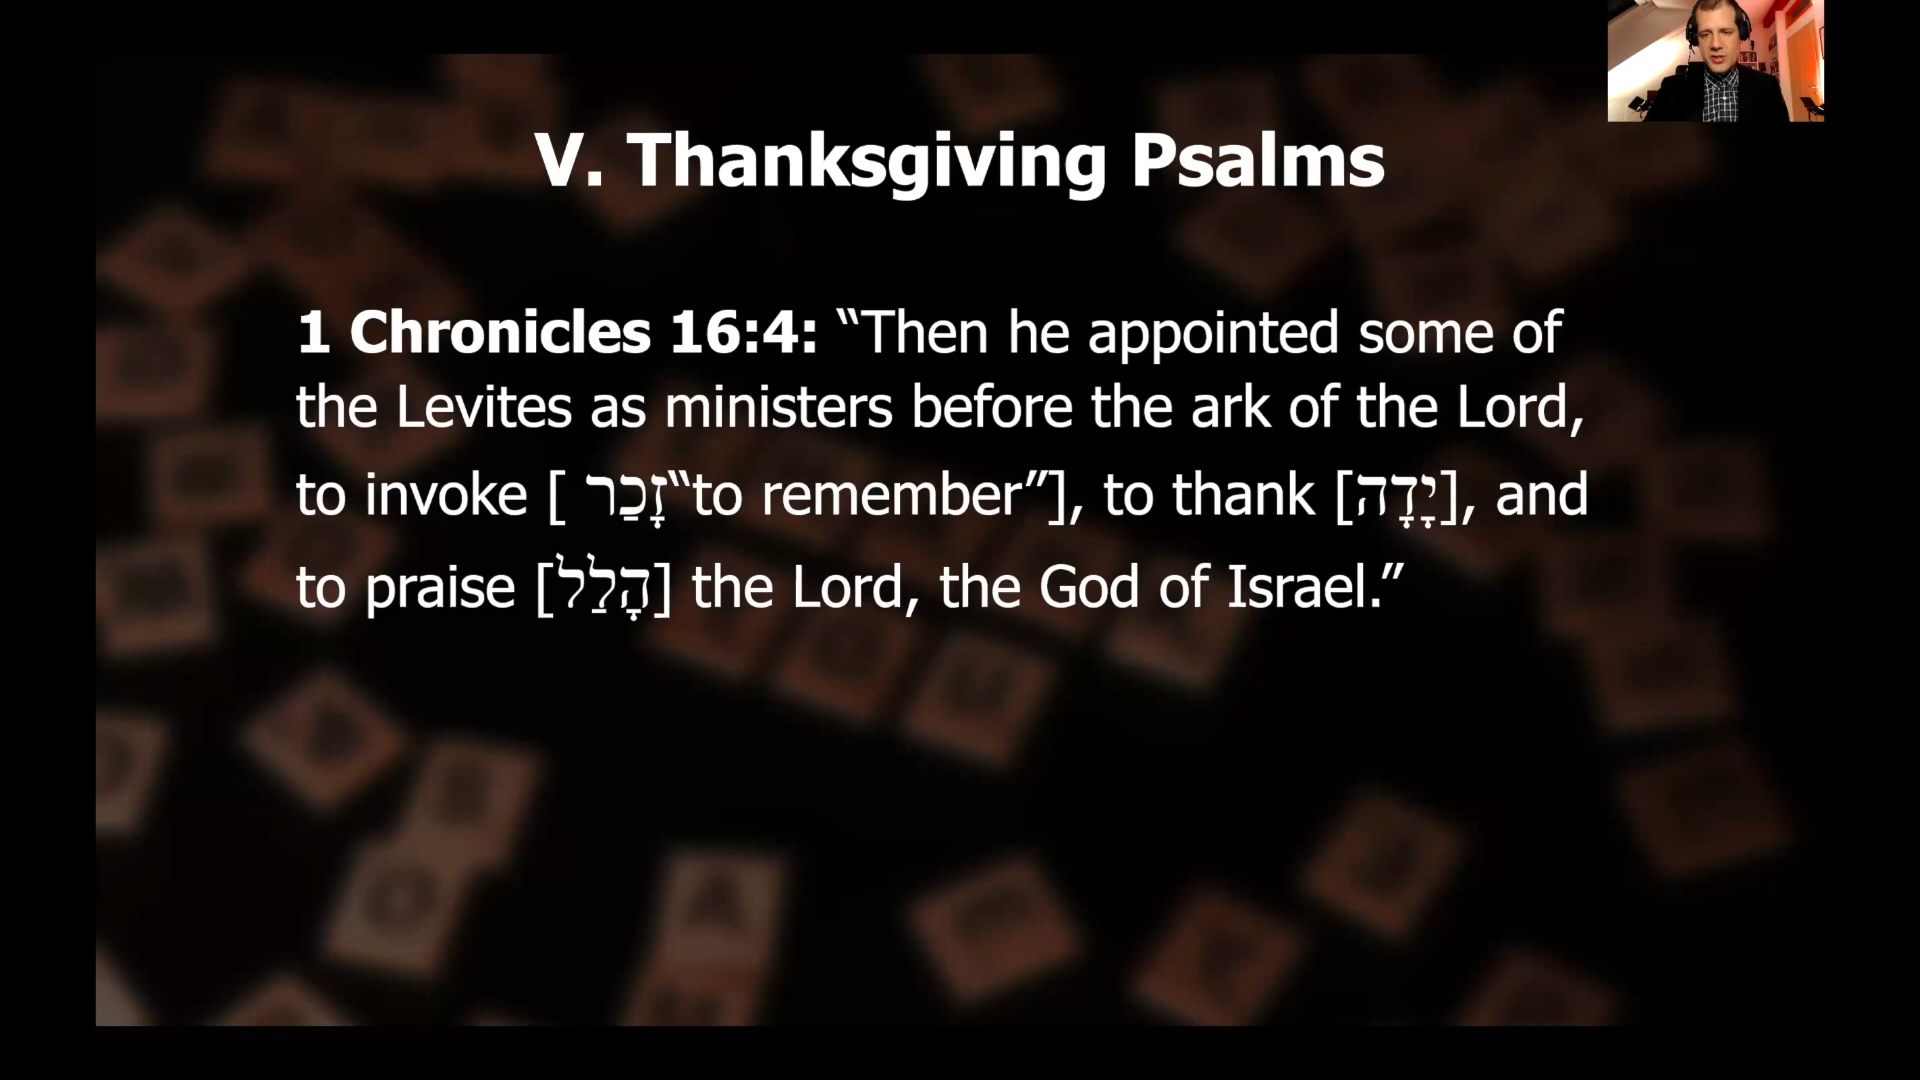 V. Thanksgiving Psalms
1 Chronicles 16:4: “Then he appointed some of
the Levites as ministers before the ark of the Lord,
to invoke [ זָכַר“to remember”], to thank [יָדָה], and
to praise [הָלַל] the Lord, the God of Israel.”